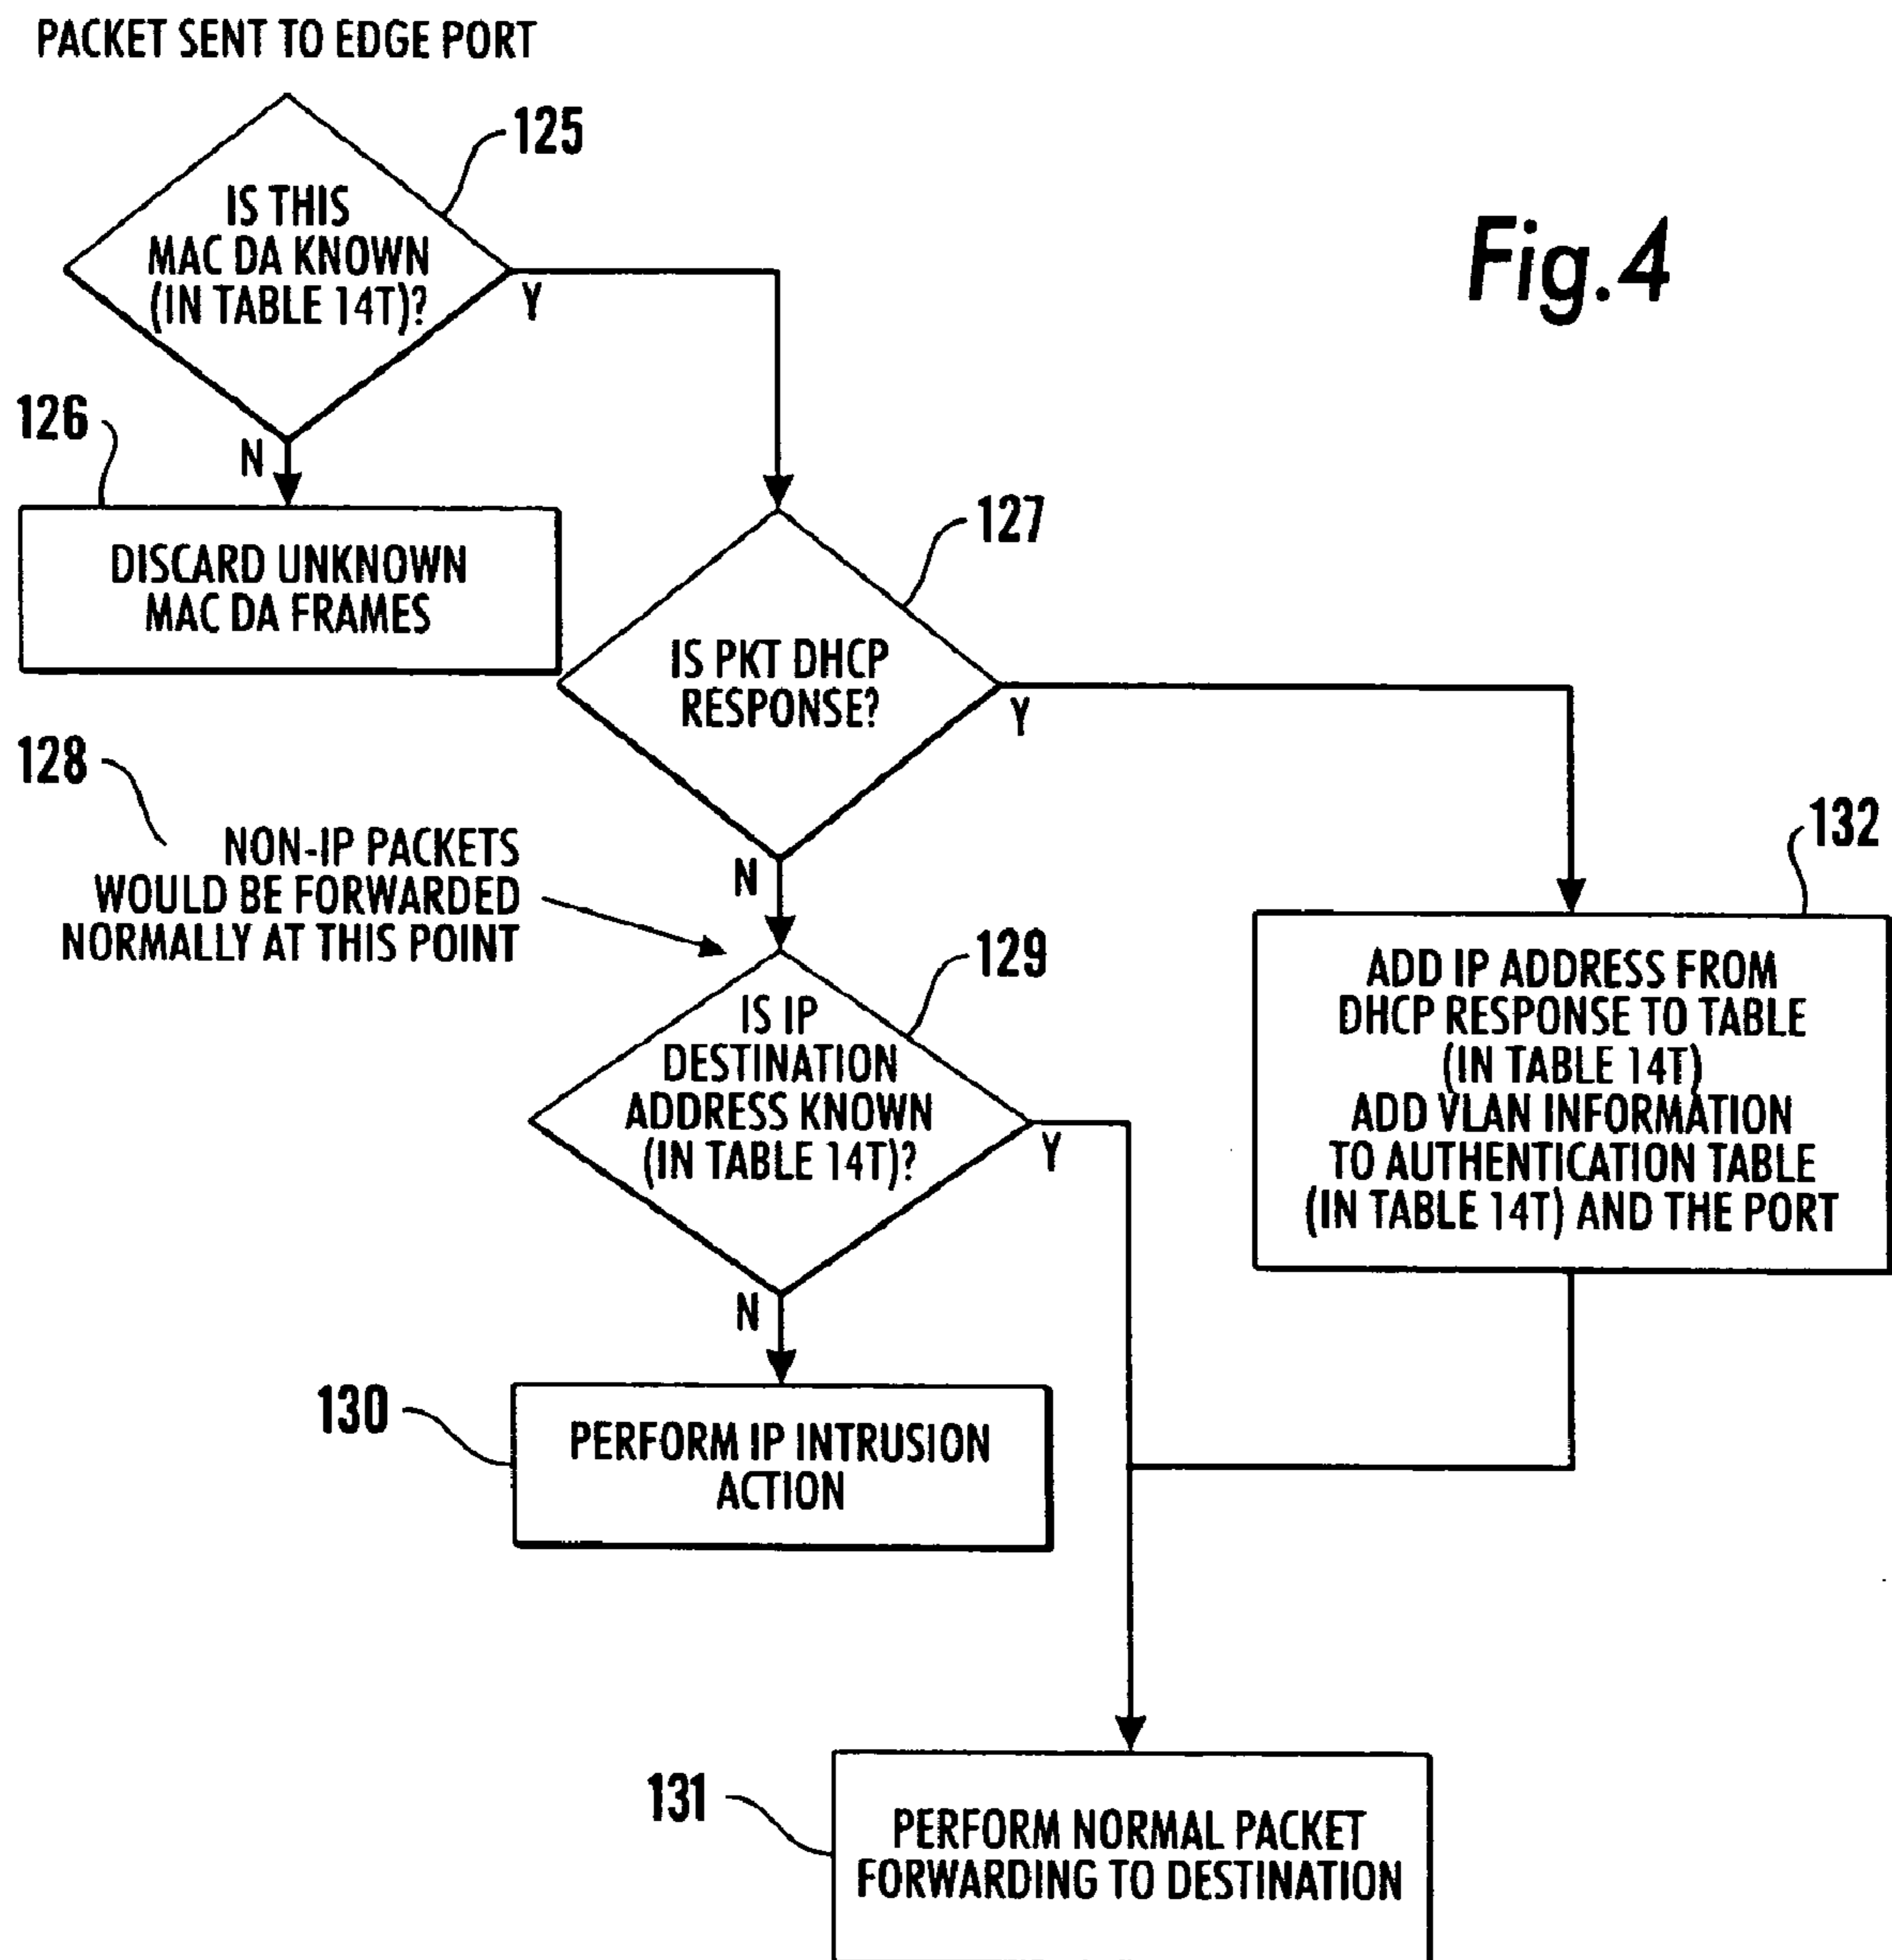 PACKET SENT TO EDGE PORT
125
IS THIS
MAC DA KNOWN
(IN TABLE 14T)?
Y
N
Fig.4
126
DISCARD UNKNOWN
MAC DA FRAMES
127
IS PKT DHCP
RESPONSE?
Y
N
128
NON-IP PACKETS
WOULD BE FORWARDED
NORMALLY AT THIS POINT
129
IS IP
DESTINATION
ADDRESS KNOWN
(IN TABLE 14T)?
Y
N
132
ADD IP ADDRESS FROM
DHCP RESPONSE TO TABLE
(IN TABLE 14T)
ADD VLAN INFORMATION
TO AUTHENTICATION TABLE
(IN TABLE 14T) AND THE PORT
130
PERFORM IP INTRUSION
ACTION
131
PERFORM NORMAL PACKET
FORWARDING TO DESTINATION